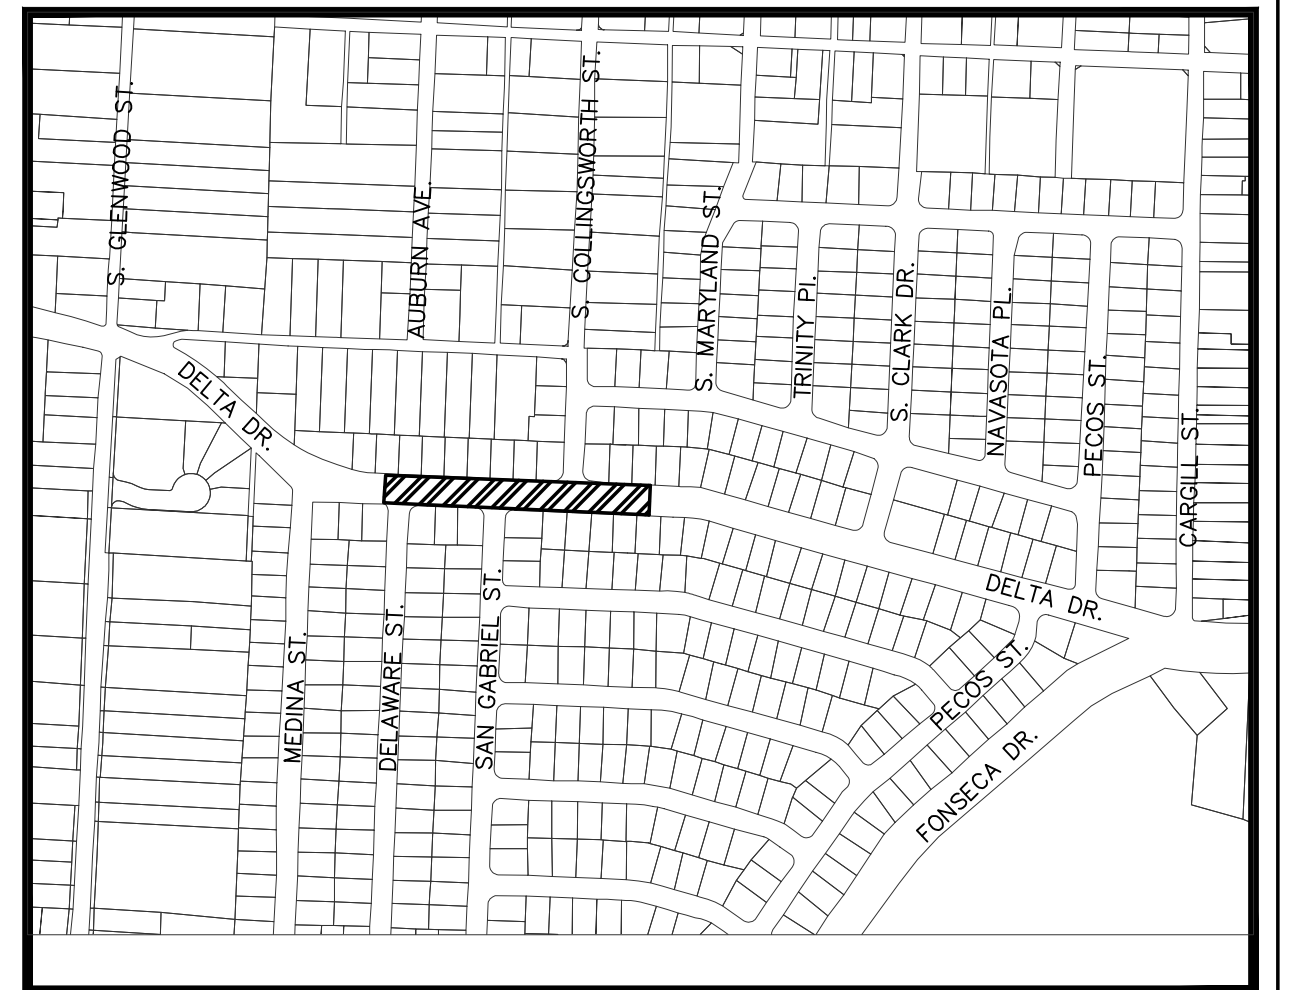 S. GLENWOOD ST.
AUBURN AVE.
S. COLLINGSWORTH ST.
S. MARYLAND ST.
TRINITY Pl.
S. CLARK DR.
NAVASOTA PL.
PECOS ST.
CARGILL ST.
DELTA DR.
DELTA DR.
MEDINA ST.
DELAWARE ST.
SAN GABRIEL ST.
PECOS ST.
FONSECA DR.